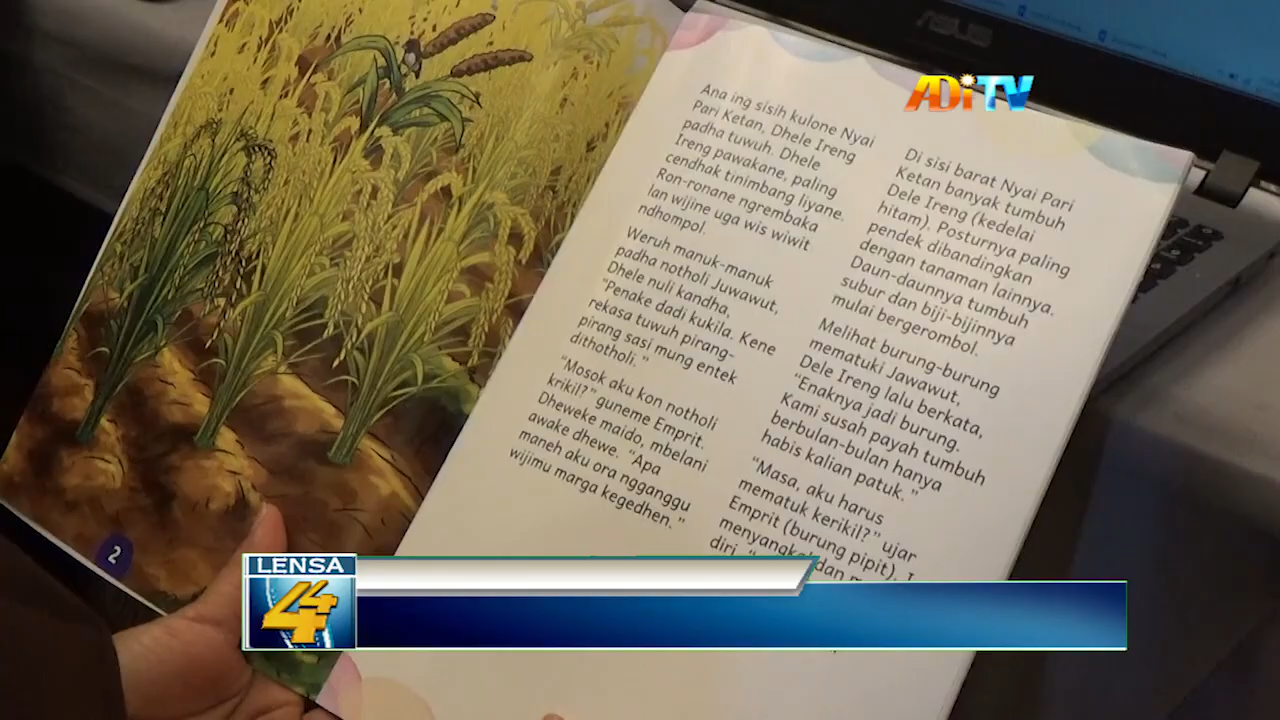 ASUS
ADiTV
Ana ing sisih kulone Nyai
Pari Ketan, Dhele Ireng
padha tuwuh. Dhele
Ireng pawakane, paling
cendhak tinimbang liyane.
Ron-ronane ngrembaka
lan wijine uga wis wiwit
ndhompol.
Weruh manuk-manuk
padha notholi Juwawut,
Dhele nuli kandha,
"Penake dadi kukila. Kene
rekasa tuwuh pirang-
pirang sasi mung entek
dithotholi."
"Mosok aku kon notholi
krikil?" guneme Emprit.
Dheweke maido, mbelani
awake dhewe. "Apa
maneh aku ora ngganggu
wijimu marga kegedhen."
Di sisi barat Nyai Pari
Ketan banyak tumbuh
Dele Ireng (kedelai
hitam). Posturnya paling
pendek dibandingkan
dengan tanaman lainnya.
Daun-daunnya tumbuh
subur dan biji-bijinnya
mulai bergerombol.
Melihat burung-burung
mematuki Jawawut,
Dele Ireng lalu berkata,
"Enaknya jadi burung.
Kami susah payah tumbuh
berbulan-bulan hanya
habis kalian patuk."
"Masa, aku harus
mematuk kerikil?" ujar
Emprit (burung pipit).
menyangkal dan
diri.
2
LENSA
44